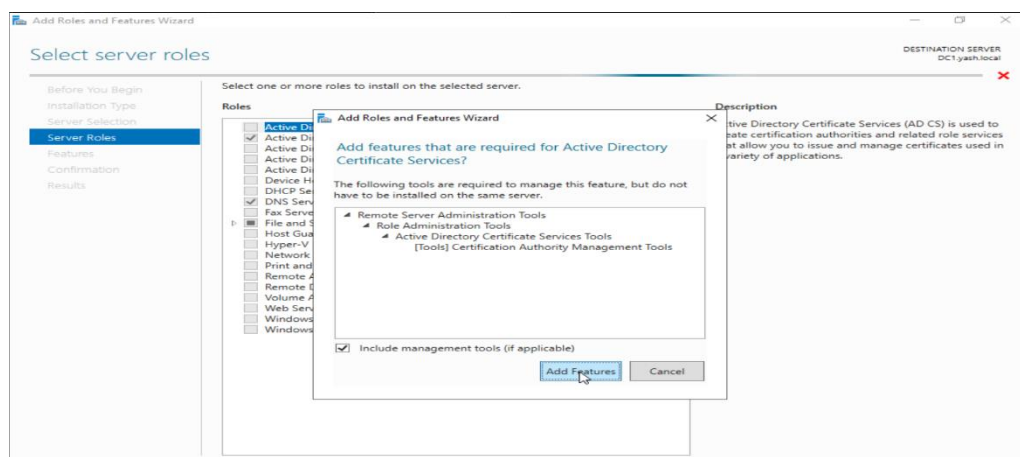 Add Roles and Features Wizard
Select server roles
DESTINATION SERVER
DC1.yash.local
Before You Begin
Installation Type
Server Selection
Server Roles
Features
Confirmation
Results
Select one or more roles to install on the selected server.
Roles
Active Di
Active Di
Active Di
Active Di
Active Di
Device H
DHCP Se
DNS Serv
Fax Serve
File and S
Host Gua
Hyper-V
Network
Print and
Remote A
Remote D
Volume A
Web Serv
Windows
Windows
Add Roles and Features Wizard
Add features that are required for Active Directory
Certificate Services?
The following tools are required to manage this feature, but do not
have to be installed on the same server.
Remote Server Administration Tools
Role Administration Tools
Active Directory Certificate Services Tools
[Tools] Certification Authority Management Tools
Include management tools (if applicable)
Add Features
Cancel
Description
tive Directory Certificate Services (AD CS) is used to
eate certification authorities and related role services
at allow you to issue and manage certificates used in
variety of applications.